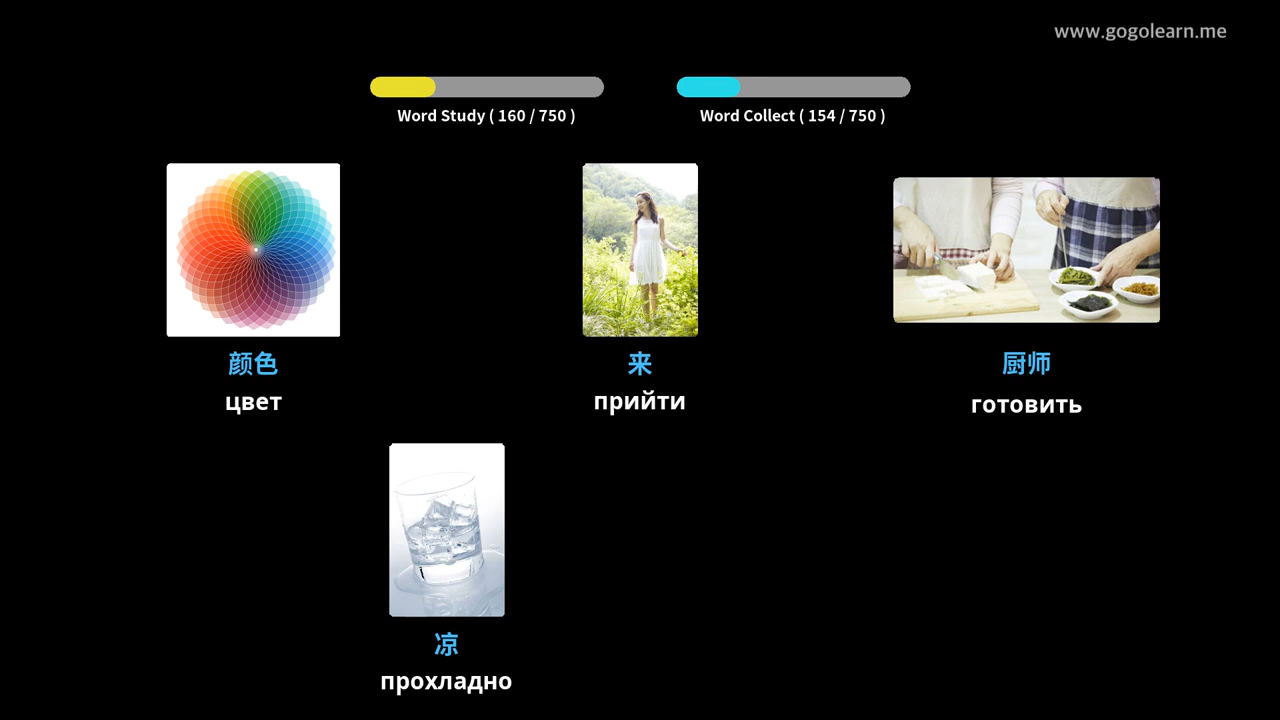 www.gogolearn.me
Word Study ( 160 / 750 )
Word Collect ( 154 / 750 )
颜色
цвет
来
прийти
厨师
готовить
凉
прохладно